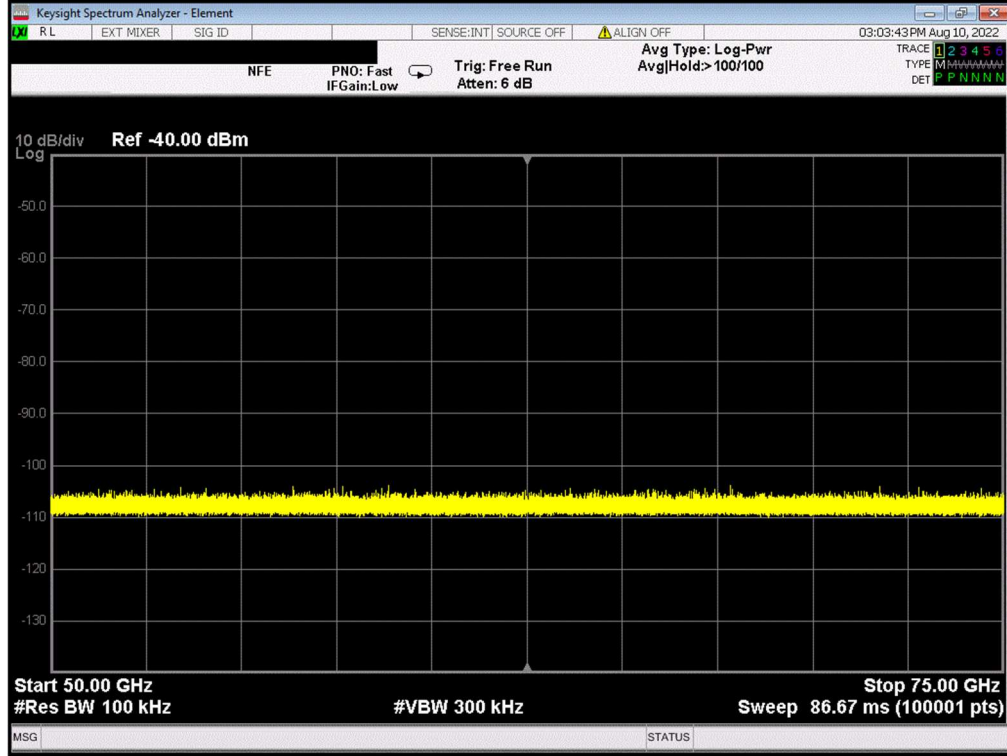 Keysight Spectrum Analyzer - Element
LXI RL EXT MIXER SIG ID SENSE:INT SOURCE OFF ALIGN OFF 03:03:43 PM Aug 10, 2022
NFE PNO: Fast Trig: Free Run Avg Type: Log-Pwr TRACE 1 2 3 4 5 6
IFGain:Low Atten: 6 dB Avg|Hold:> 100/100 TYPE M M W W W W
DET P P N N N N
10 dB/div Ref -40.00 dBm
Log
-50.0
-60.0
-70.0
-80.0
-90.0
-100
-110
-120
-130
Start 50.00 GHz Stop 75.00 GHz
#Res BW 100 kHz #VBW 300 kHz Sweep 86.67 ms (100001 pts)
MSG STATUS